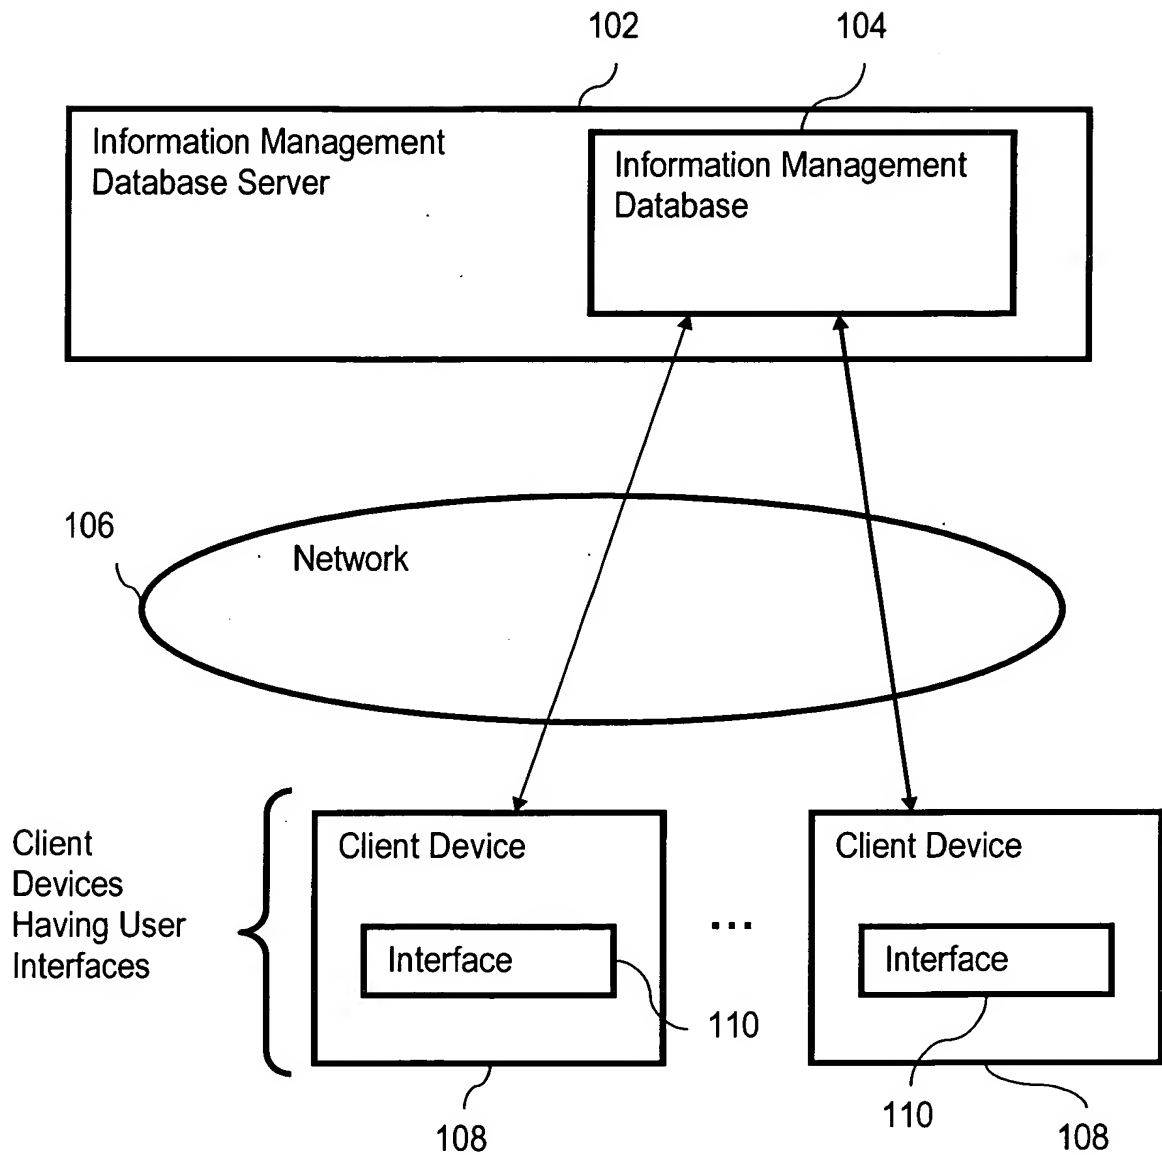 102
104
Information Management
Database Server
Information Management
Database
106
Network
Client
Devices
Having User
Interfaces
Client Device
Interface
110
108
...
Client Device
Interface
110
108